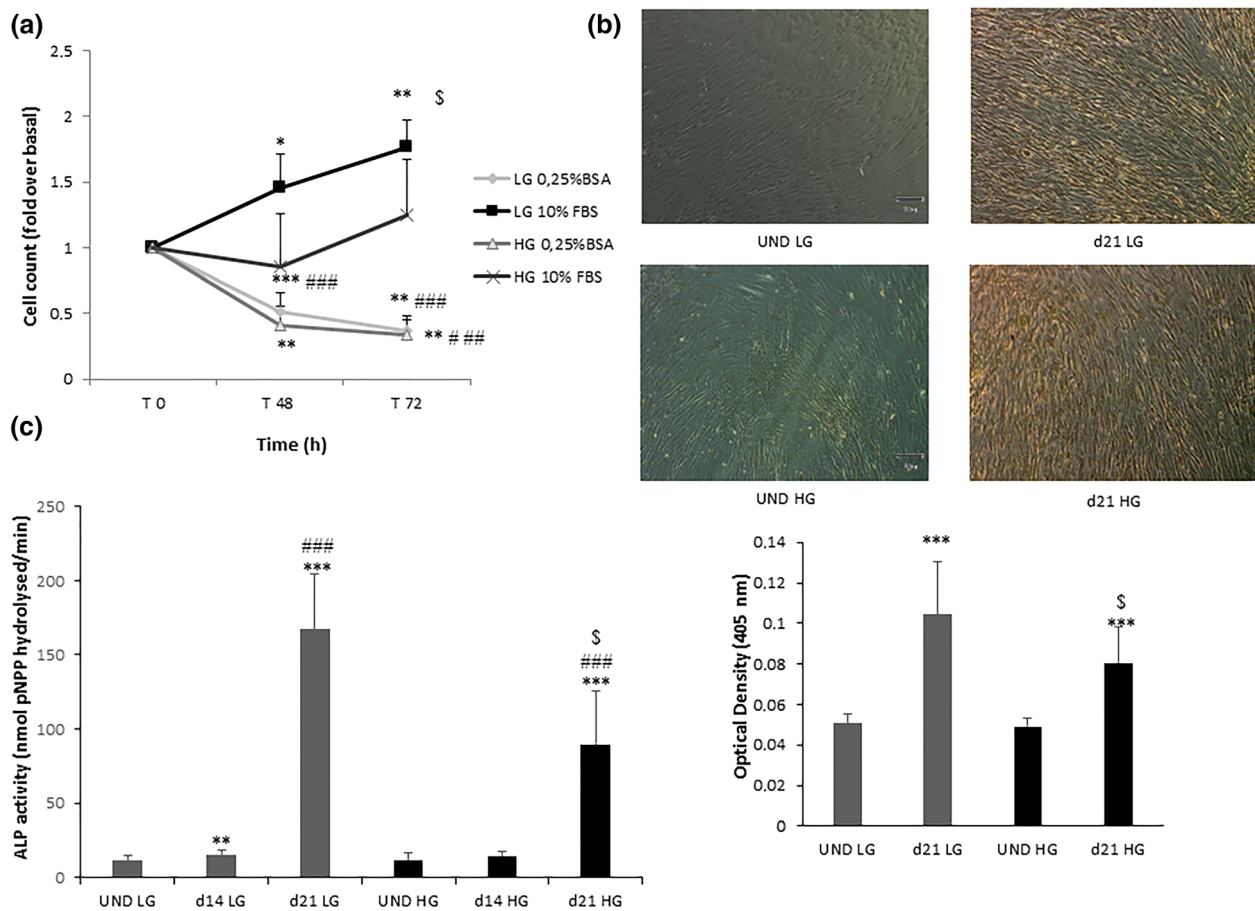 (a)
2.5
2
1.5
1
0.5
0
Cell count (fold over basal)
*
** $
*** ###
**
** ###
** # ##
T 0 T 48 T 72
Time (h)
LG 0,25%BSA
LG 10% FBS
HG 0,25%BSA
HG 10% FBS
(b)
UND LG
d21 LG
UND HG
d21 HG
0.14
0.12
0.1
0.08
0.06
0.04
0.02
0
Optical Density (405 nm)
***
$
***
UND LG d21 LG UND HG d21 HG
(c)
250
200
150
100
50
0
ALP activity (nmol pNPP hydrolysed/min)
**
###
***
$
###
***
UND LG d14 LG d21 LG UND HG d14 HG d21 HG